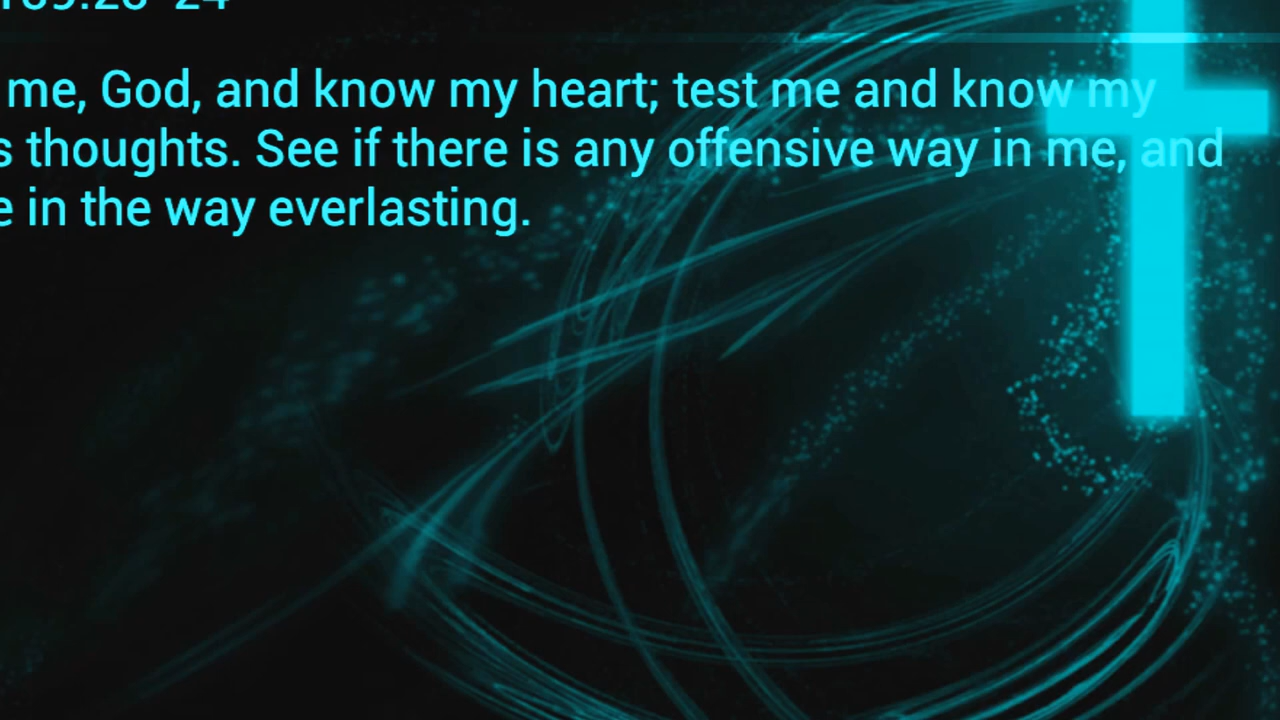 me, God, and know my heart; test me and know my
thoughts. See if there is any offensive way in me, and
in the way everlasting.